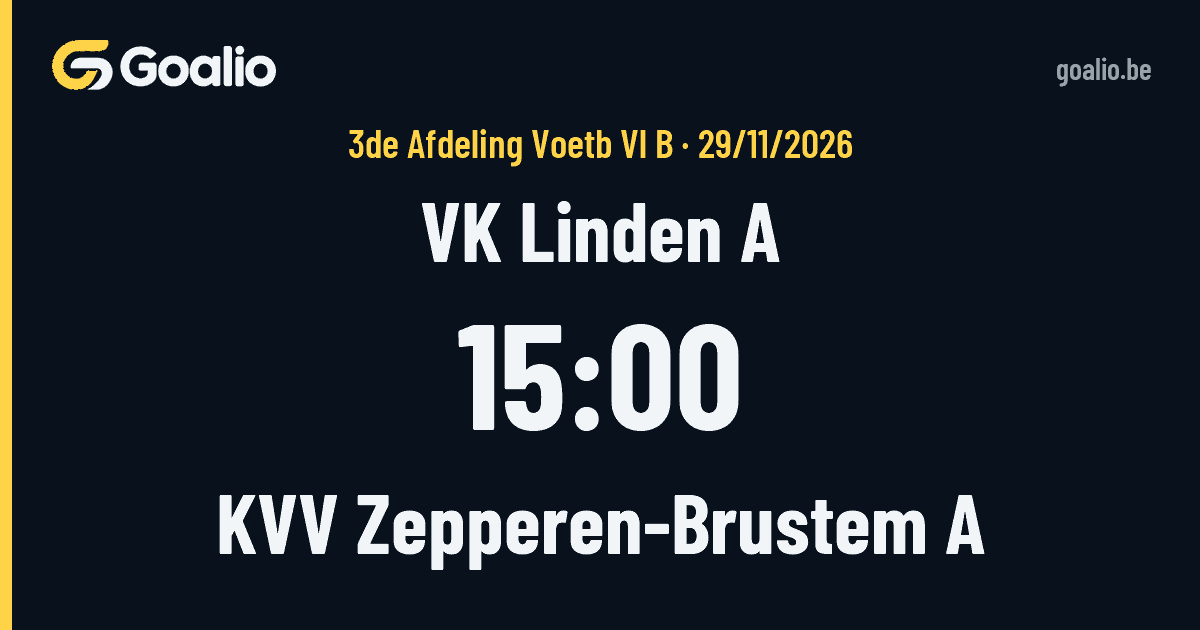 Goalio
goalio.be
3de Afdeling Voetb Vl B · 29/11/2026
VK Linden A
15:00
KVV Zepperen-Brustem A